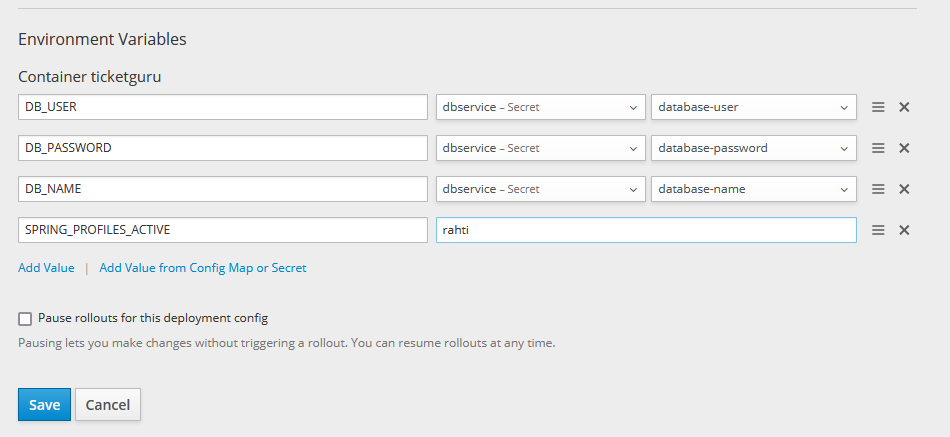 Environment Variables
Container ticketguru
DB_USER dbservice – Secret database-user
DB_PASSWORD dbservice – Secret database-password
DB_NAME dbservice – Secret database-name
SPRING_PROFILES_ACTIVE rahti
Add Value | Add Value from Config Map or Secret
Pause rollouts for this deployment config
Pausing lets you make changes without triggering a rollout. You can resume rollouts at any time.
Save Cancel